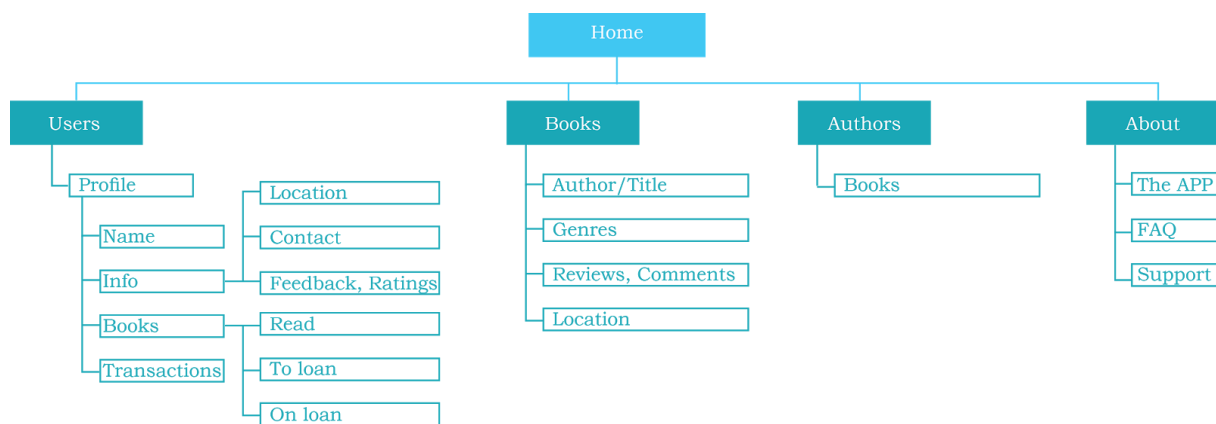 Home
Users
Books
Authors
About
Profile
Name
Info
Books
Transactions
Location
Contact
Feedback, Ratings
Read
To loan
On loan
Author/Title
Genres
Reviews, Comments
Location
Books
The APP
FAQ
Support